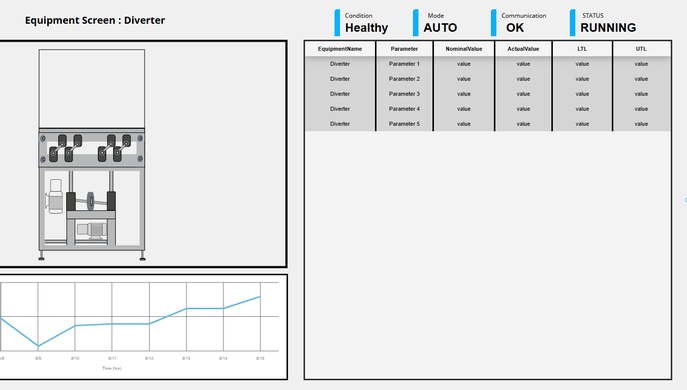 Equipment Screen : Diverter
Condition
Healthy
Mode
AUTO
Communication
OK
STATUS
RUNNING
EquipmentName Parameter NominalValue ActualValue LTL UTL
Diverter Parameter 1 value value value value
Diverter Parameter 2 value value value value
Diverter Parameter 3 value value value value
Diverter Parameter 4 value value value value
Diverter Parameter 5 value value value value
8/9 8/10 8/11 8/12 8/13 8/14 8/15
Time (hrs)